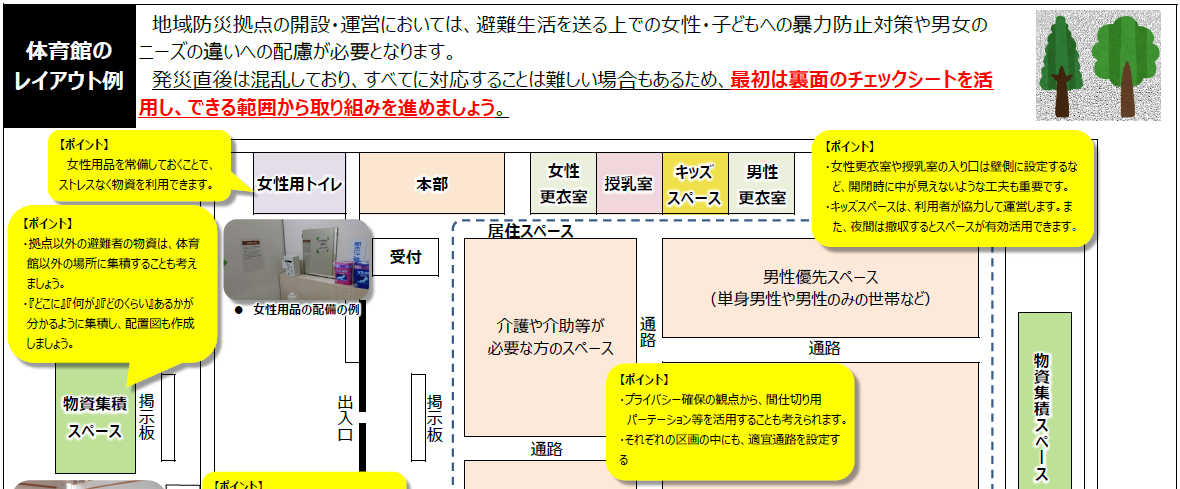 体育館の
レイアウト例
地域防災拠点の開設・運営においては、避難生活を送る上での女性・子どもへの暴力防止対策や男女の
ニーズの違いへの配慮が必要となります。
発災直後は混乱しており、すべてに対応することは難しい場合もあるため、最初は裏面のチェックシートを活
用し、できる範囲から取り組みを進めましょう。
【ポイント】
女性用品を常備しておくことで、
ストレスなく物資を利用できます。
女性用トイレ
本部
女性
更衣室
授乳室
キッズ
スペース
男性
更衣室
【ポイント】
・女性更衣室や授乳室の入り口は壁側に設定するな
ど、開閉時に中が見えないような工夫も重要です。
・キッズスペースは、利用者が協力して運営します。ま
た、夜間は撤収するとスペースが有効活用できます。
【ポイント】
・拠点以外の避難者の物資は、体育
館以外の場所に集積することも考え
ましょう。
・『どこに』『何が』『どのくらい』あるかが
分かるように集積し、配置図も作成
しましょう。
● 女性用品の配備の例
受付
居住スペース
介護や介助等が
必要な方のスペース
通路
男性優先スペース
（単身男性や男性のみの世帯など）
通路
【ポイント】
・プライバシー確保の観点から、間仕切り用
パーテーション等を活用することも考えられます。
・それぞれの区画の中にも、適宜通路を設定す
る
物資集積
スペース
掲示板
出入口
掲示板
通路
物資集積スペース
【ポイント】